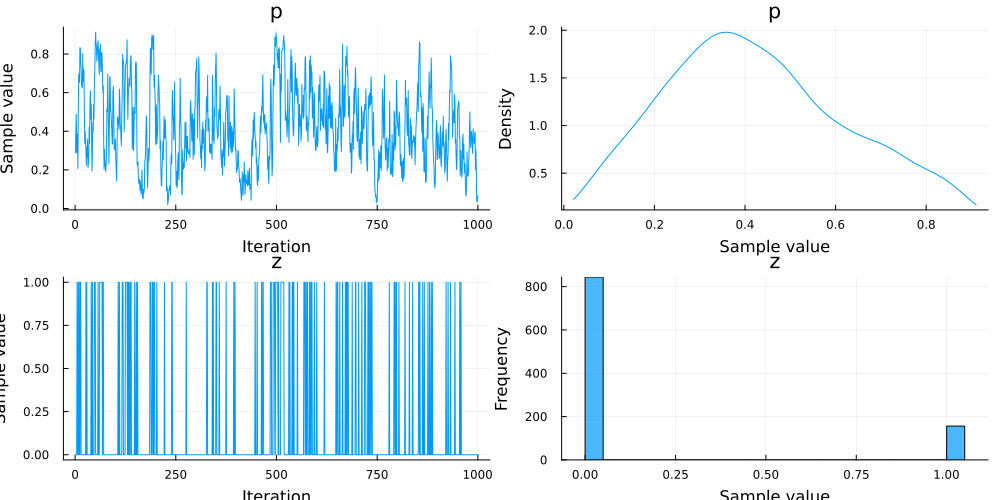 p
Sample value
0.8
0.6
0.4
0.2
0.0
0 250 500 750 1000
Iteration
p
Density
2.0
1.5
1.0
0.5
0.0 0.2 0.4 0.6 0.8
Sample value
z
Sample value
1.00
0.75
0.50
0.25
0.00
0 250 500 750 1000
Iteration
z
Frequency
800
600
400
200
0
0.00 0.25 0.50 0.75 1.00
Sample value